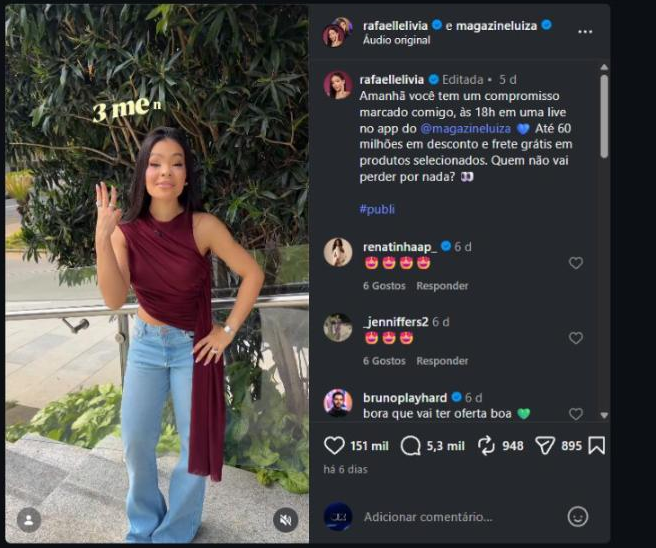 rafaellelivia e magazineluiza
Áudio original
3 men
rafaellelivia Editada • 5 d
Amanhã você tem um compromisso
marcado comigo, às 18h em uma live
no app do @magazineluiza 💙 Até 60
milhões em desconto e frete grátis em
produtos selecionados. Quem não vai
perder por nada? 👀
#publi
renatinhaap_ 6 d
🤩🤩🤩🤩
6 Gostos Responder
_jenniffers2 6 d
🤩🤩🤩
6 Gostos Responder
brunoplayhard 6 d
bora que vai ter oferta boa 💚
151 mil 5,3 mil 948 895
há 6 dias
Adicionar comentário...